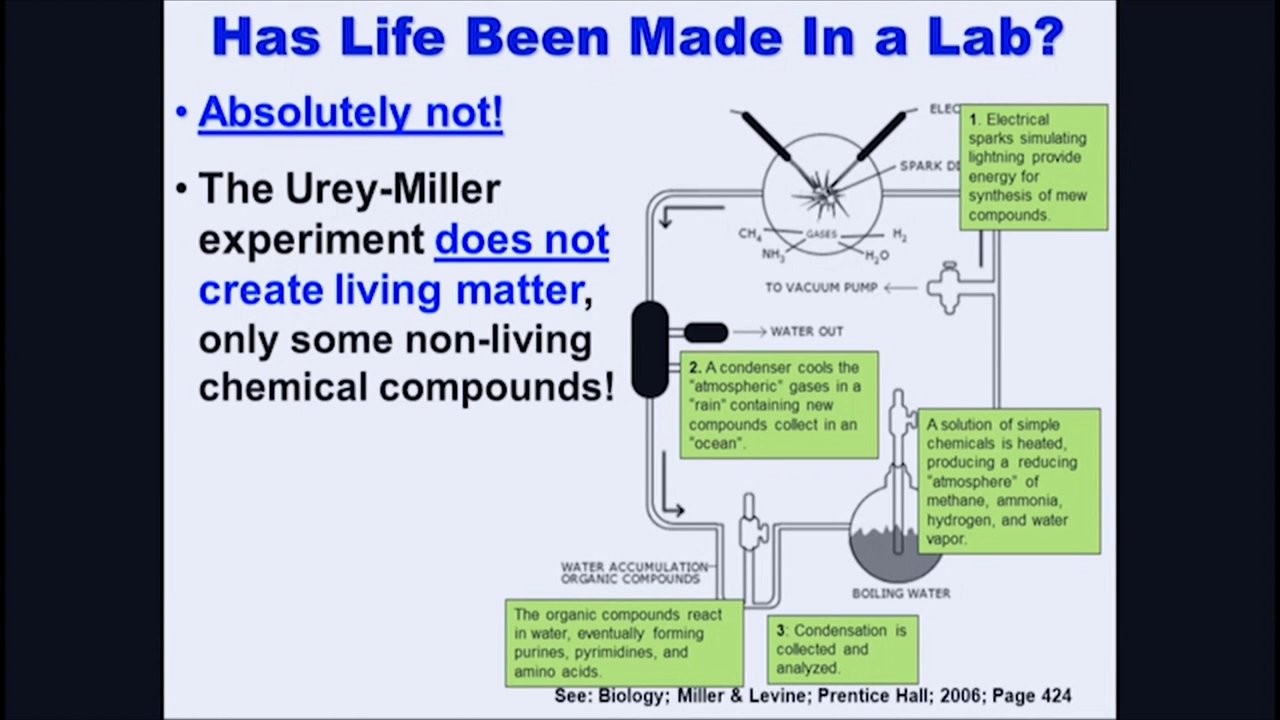 Has Life Been Made In a Lab?
• Absolutely not!
• The Urey-Miller
experiment does not
create living matter,
only some non-living
chemical compounds!
ELEC
SPARK DI
1. Electrical
sparks simulating
lightning provide
energy for
synthesis of mew
compounds.
CH4
GASES
H2
NH3
H2O
TO VACUUM PUMP
WATER OUT
2. A condenser cools the
"atmospheric" gases in a
"rain" containing new
compounds collect in an
"ocean".
A solution of simple
chemicals is heated,
producing a reducing
"atmosphere" of
methane, ammonia,
hydrogen, and water
vapor.
WATER ACCUMULATION
ORGANIC COMPOUNDS
BOILING WATER
The organic compounds react
in water, eventually forming
purines, pyrimidines, and
amino acids.
3: Condensation is
collected and
analyzed.
See: Biology; Miller & Levine; Prentice Hall; 2006; Page 424